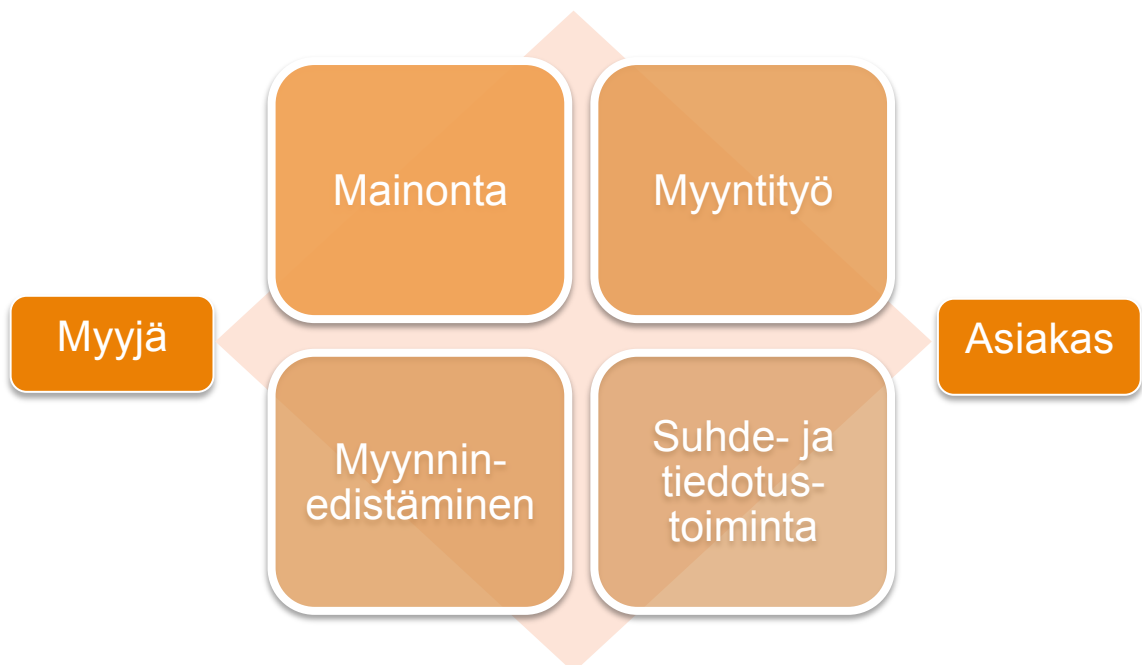 Mainonta
Myyntityö
Myyjä
Asiakas
Myynnin-
edistäminen
Suhde- ja
tiedotus-
toiminta